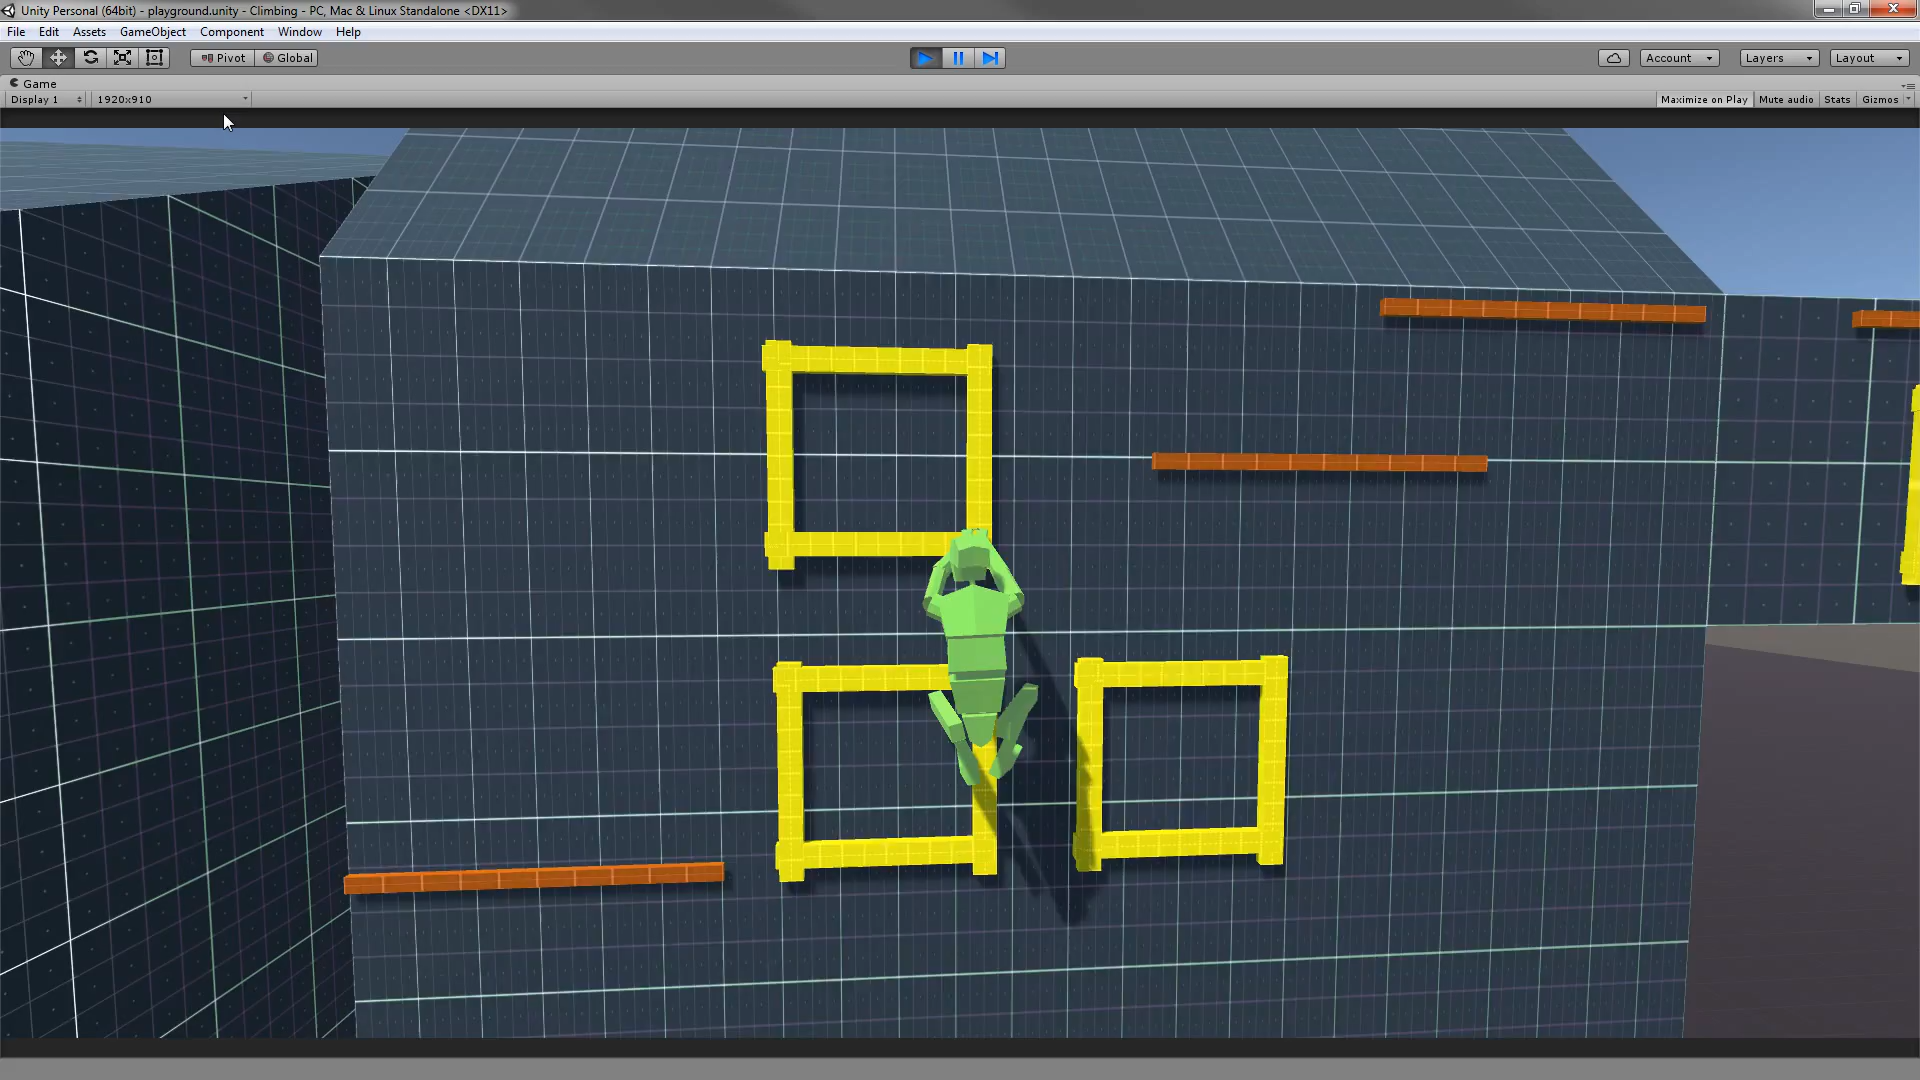 Unity Personal (64bit) - playground.unity - Climbing - PC, Mac & Linux Standalone <DX11>
File Edit Assets GameObject Component Window Help
Pivot Global Account Layers Layout
Game
Display 1 1920x910 Maximize on Play Mute audio Stats Gizmos